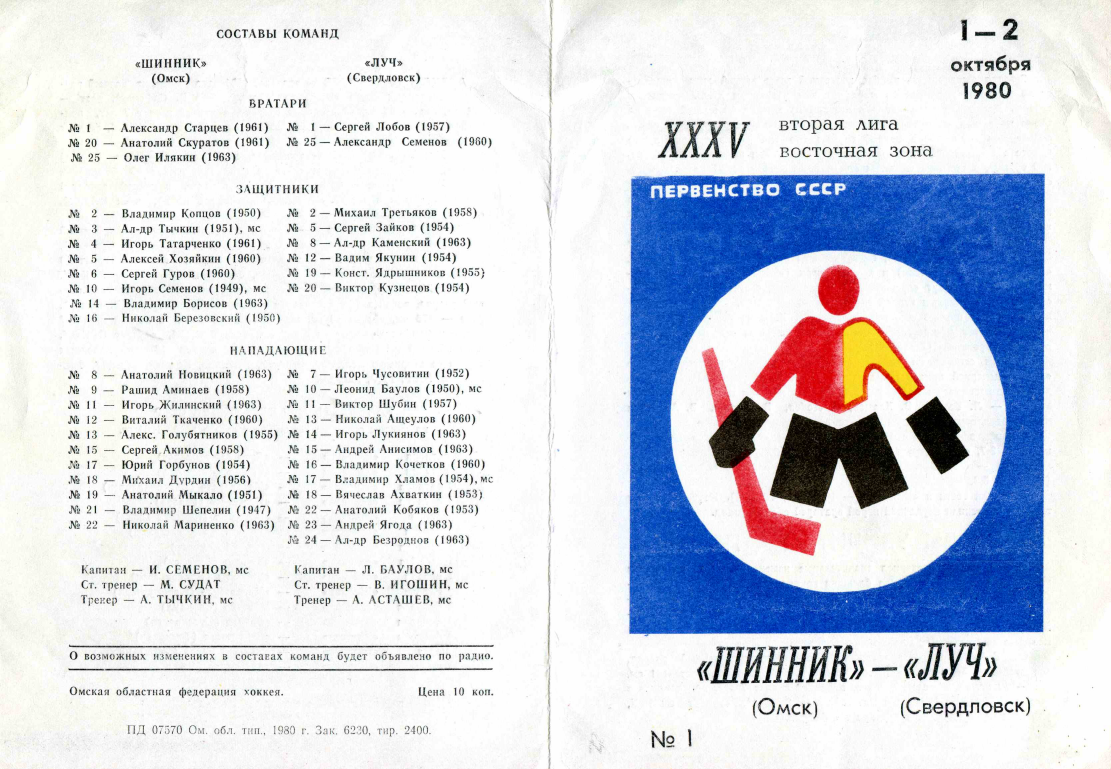 СОСТАВЫ КОМАНД
«ШИННИК» «ЛУЧ»
(Омск) (Свердловск)
ВРАТАРИ
№ 1 — Александр Старцев (1961) № 1 — Сергей Лобов (1957)
№ 20 — Анатолий Скуратов (1961) № 25 — Александр Семенов (1960)
№ 25 — Олег Илякин (1963)
ЗАЩИТНИКИ
№ 2 — Владимир Копцов (1950) № 2 — Михаил Третьяков (1958)
№ 3 — Ал-др Тычкин (1951), мс № 5 — Сергей Зайков (1954)
№ 4 — Игорь Татарченко (1961) № 8 — Ал-др Каменский (1963)
№ 5 — Алексей Хозяйкин (1960) № 12 — Вадим Якунин (1954)
№ 6 — Сергей Гуров (1960) № 19 — Конст. Ядрышников (1955)
№ 10 — Игорь Семенов (1949), мс № 20 — Виктор Кузнецов (1954)
№ 14 — Владимир Борисов (1963)
№ 16 — Николай Березовский (1950)
НАПАДАЮЩИЕ
№ 8 — Анатолий Новицкий (1963) № 7 — Игорь Чусовитин (1952)
№ 9 — Рашид Аминаев (1958) № 10 — Леонид Баулов (1950), мс
№ 11 — Игорь Жилинский (1963) № 11 — Виктор Шубин (1957)
№ 12 — Виталий Ткаченко (1960) № 13 — Николай Ащеулов (1960)
№ 13 — Алекс. Голубятников (1955) № 14 — Игорь Лукиянов (1963)
№ 15 — Сергей Акимов (1958) № 15 — Андрей Анисимов (1963)
№ 17 — Юрий Горбунов (1954) № 16 — Владимир Кочетков (1960)
№ 18 — Михаил Дурдин (1956) № 17 — Владимир Хламов (1954), мс
№ 19 — Анатолий Мыкало (1951) № 18 — Вячеслав Ахваткин (1953)
№ 21 — Владимир Шепелин (1947) № 22 — Анатолий Кобяков (1953)
№ 22 — Николай Мариненко (1963) № 23 — Андрей Ягода (1963)
№ 24 — Ал-др Безроднов (1963)
Капитан — И. СЕМЕНОВ, мс Капитан — Л. БАУЛОВ, мс
Ст. тренер — М. СУДАТ Ст. тренер — В. ИГОШИН, мс
Тренер — А. ТЫЧКИН, мс Тренер — А. АСТАШЕВ, мс
О возможных изменениях в составах команд будет объявлено по радио.
Омская областная федерация хоккея. Цена 10 коп.
ПД 07570 Ом. обл. тип., 1980 г. Зак. 6230, тир. 2400.
1—2
октября
1980
XXXV вторая лига
восточная зона
ПЕРВЕНСТВО СССР
«ШИННИК» — «ЛУЧ»
(Омск) (Свердловск)
№ 1